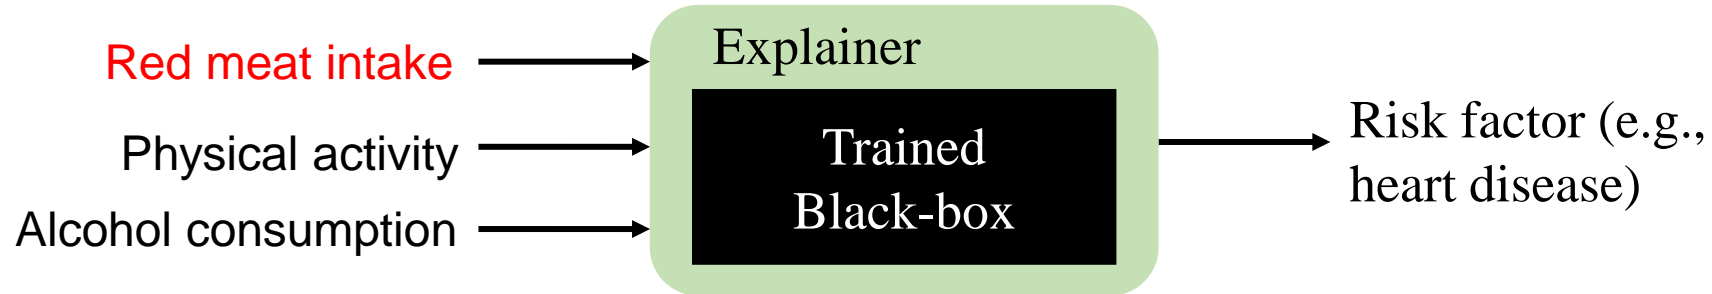 Red meat intake
Physical activity
Alcohol consumption
Explainer
Trained
Black-box
Risk factor (e.g.,
heart disease)